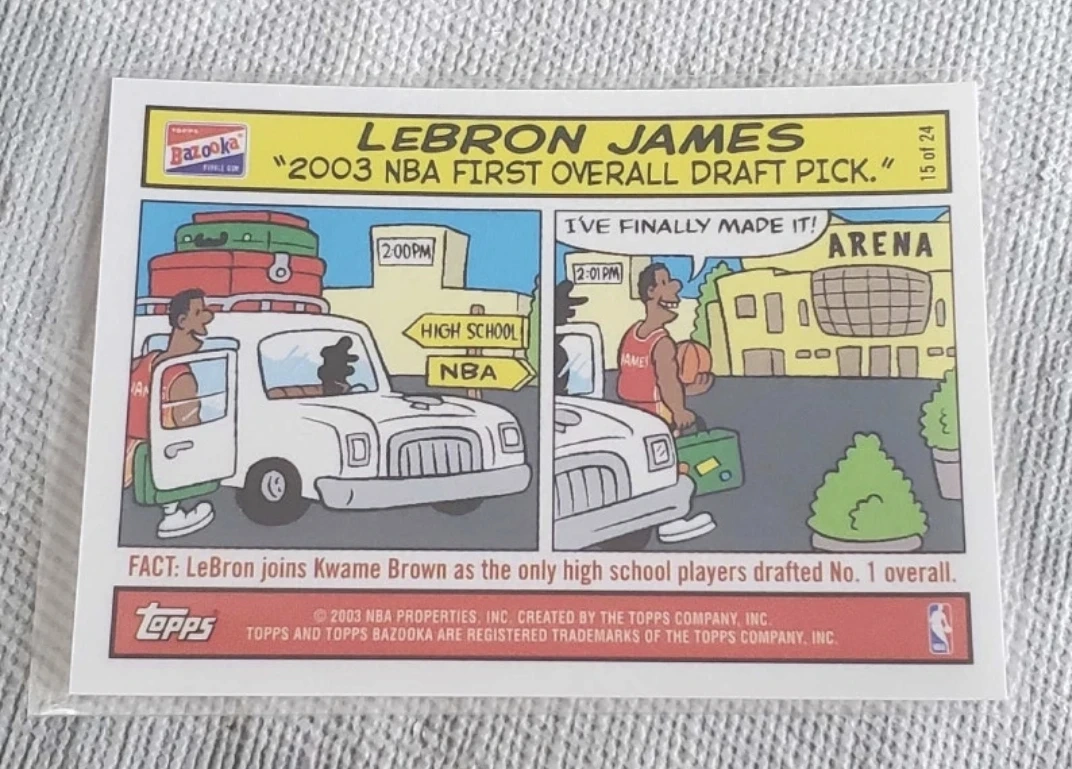 TOPPS
Bazooka
BUBBLE GUM
LEBRON JAMES
"2003 NBA FIRST OVERALL DRAFT PICK."
15 of 24
2:00PM
HIGH SCHOOL
NBA
I'VE FINALLY MADE IT!
ARENA
2:01PM
JAMES
FACT: LeBron joins Kwame Brown as the only high school players drafted No. 1 overall.
topps
© 2003 NBA PROPERTIES, INC. CREATED BY THE TOPPS COMPANY, INC.
TOPPS AND TOPPS BAZOOKA ARE REGISTERED TRADEMARKS OF THE TOPPS COMPANY, INC.